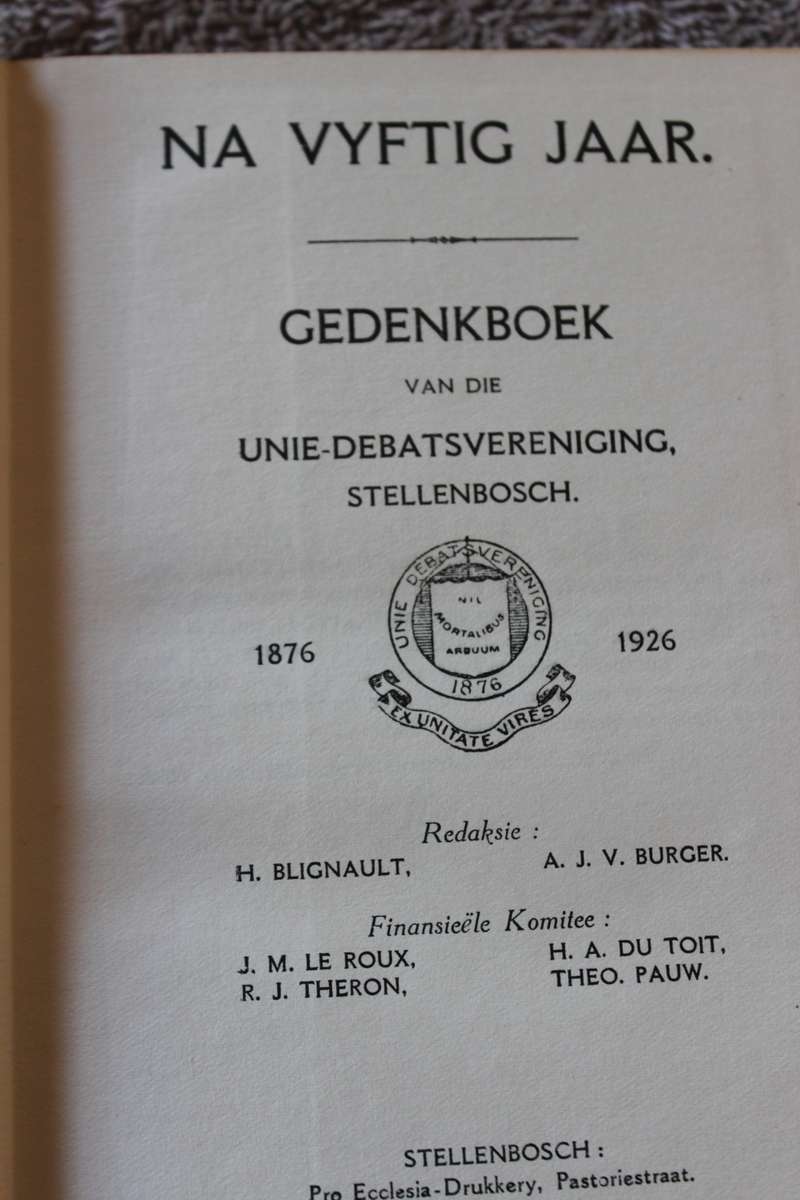 NA VYFTIG JAAR.
GEDENKBOEK
VAN DIE
UNIE-DEBATSVERENIGING,
STELLENBOSCH.
UNIE DEBATSVERENIGING
NIL
MORTALIBUS
ARDUUM
1876
EX UNITATE VIRES
1876 1926
Redaksie :
H. BLIGNAULT, A. J. V. BURGER.
Finansieële Komitee :
J. M. LE ROUX, H. A. DU TOIT,
R. J. THERON, THEO. PAUW.
STELLENBOSCH :
Pro Ecclesia-Drukkery, Pastoriestraat.